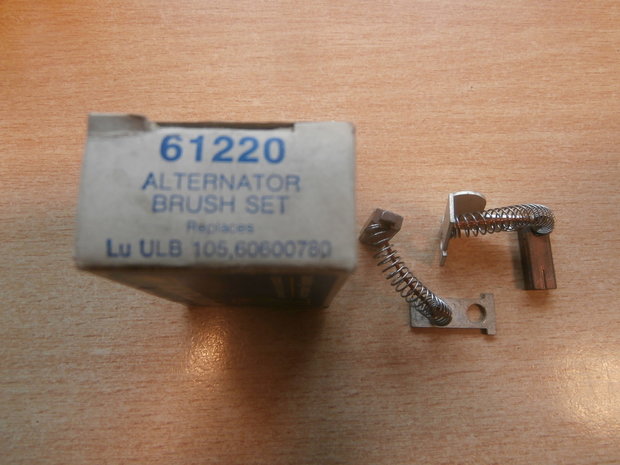 61220
ALTERNATOR
BRUSH SET
Replaces
Lu ULB 105,60600780